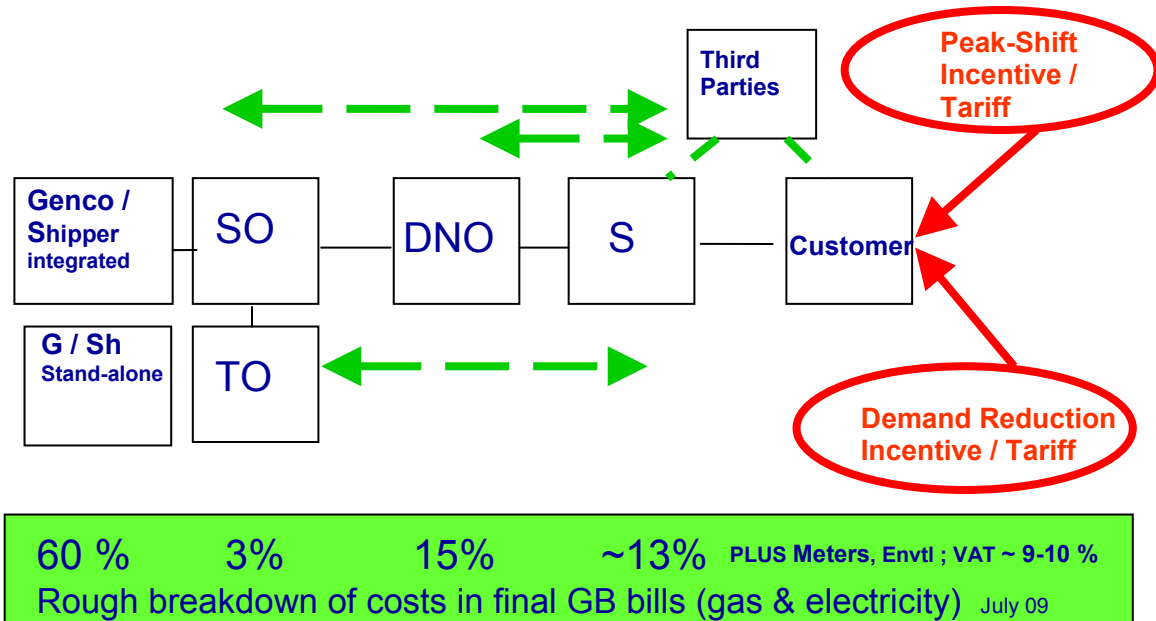 Peak-Shift
Incentive /
Tariff
Third
Parties
Genco /
Shipper
integrated
SO
DNO
S
Customer
G / Sh
Stand-alone
TO
Demand Reduction
Incentive / Tariff
60 % 3% 15% ~13% PLUS Meters, Envtl ; VAT ~ 9-10 %
Rough breakdown of costs in final GB bills (gas & electricity) July 09